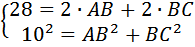 28 = 2 · AB + 2 · BC
10² = AB² + BC²